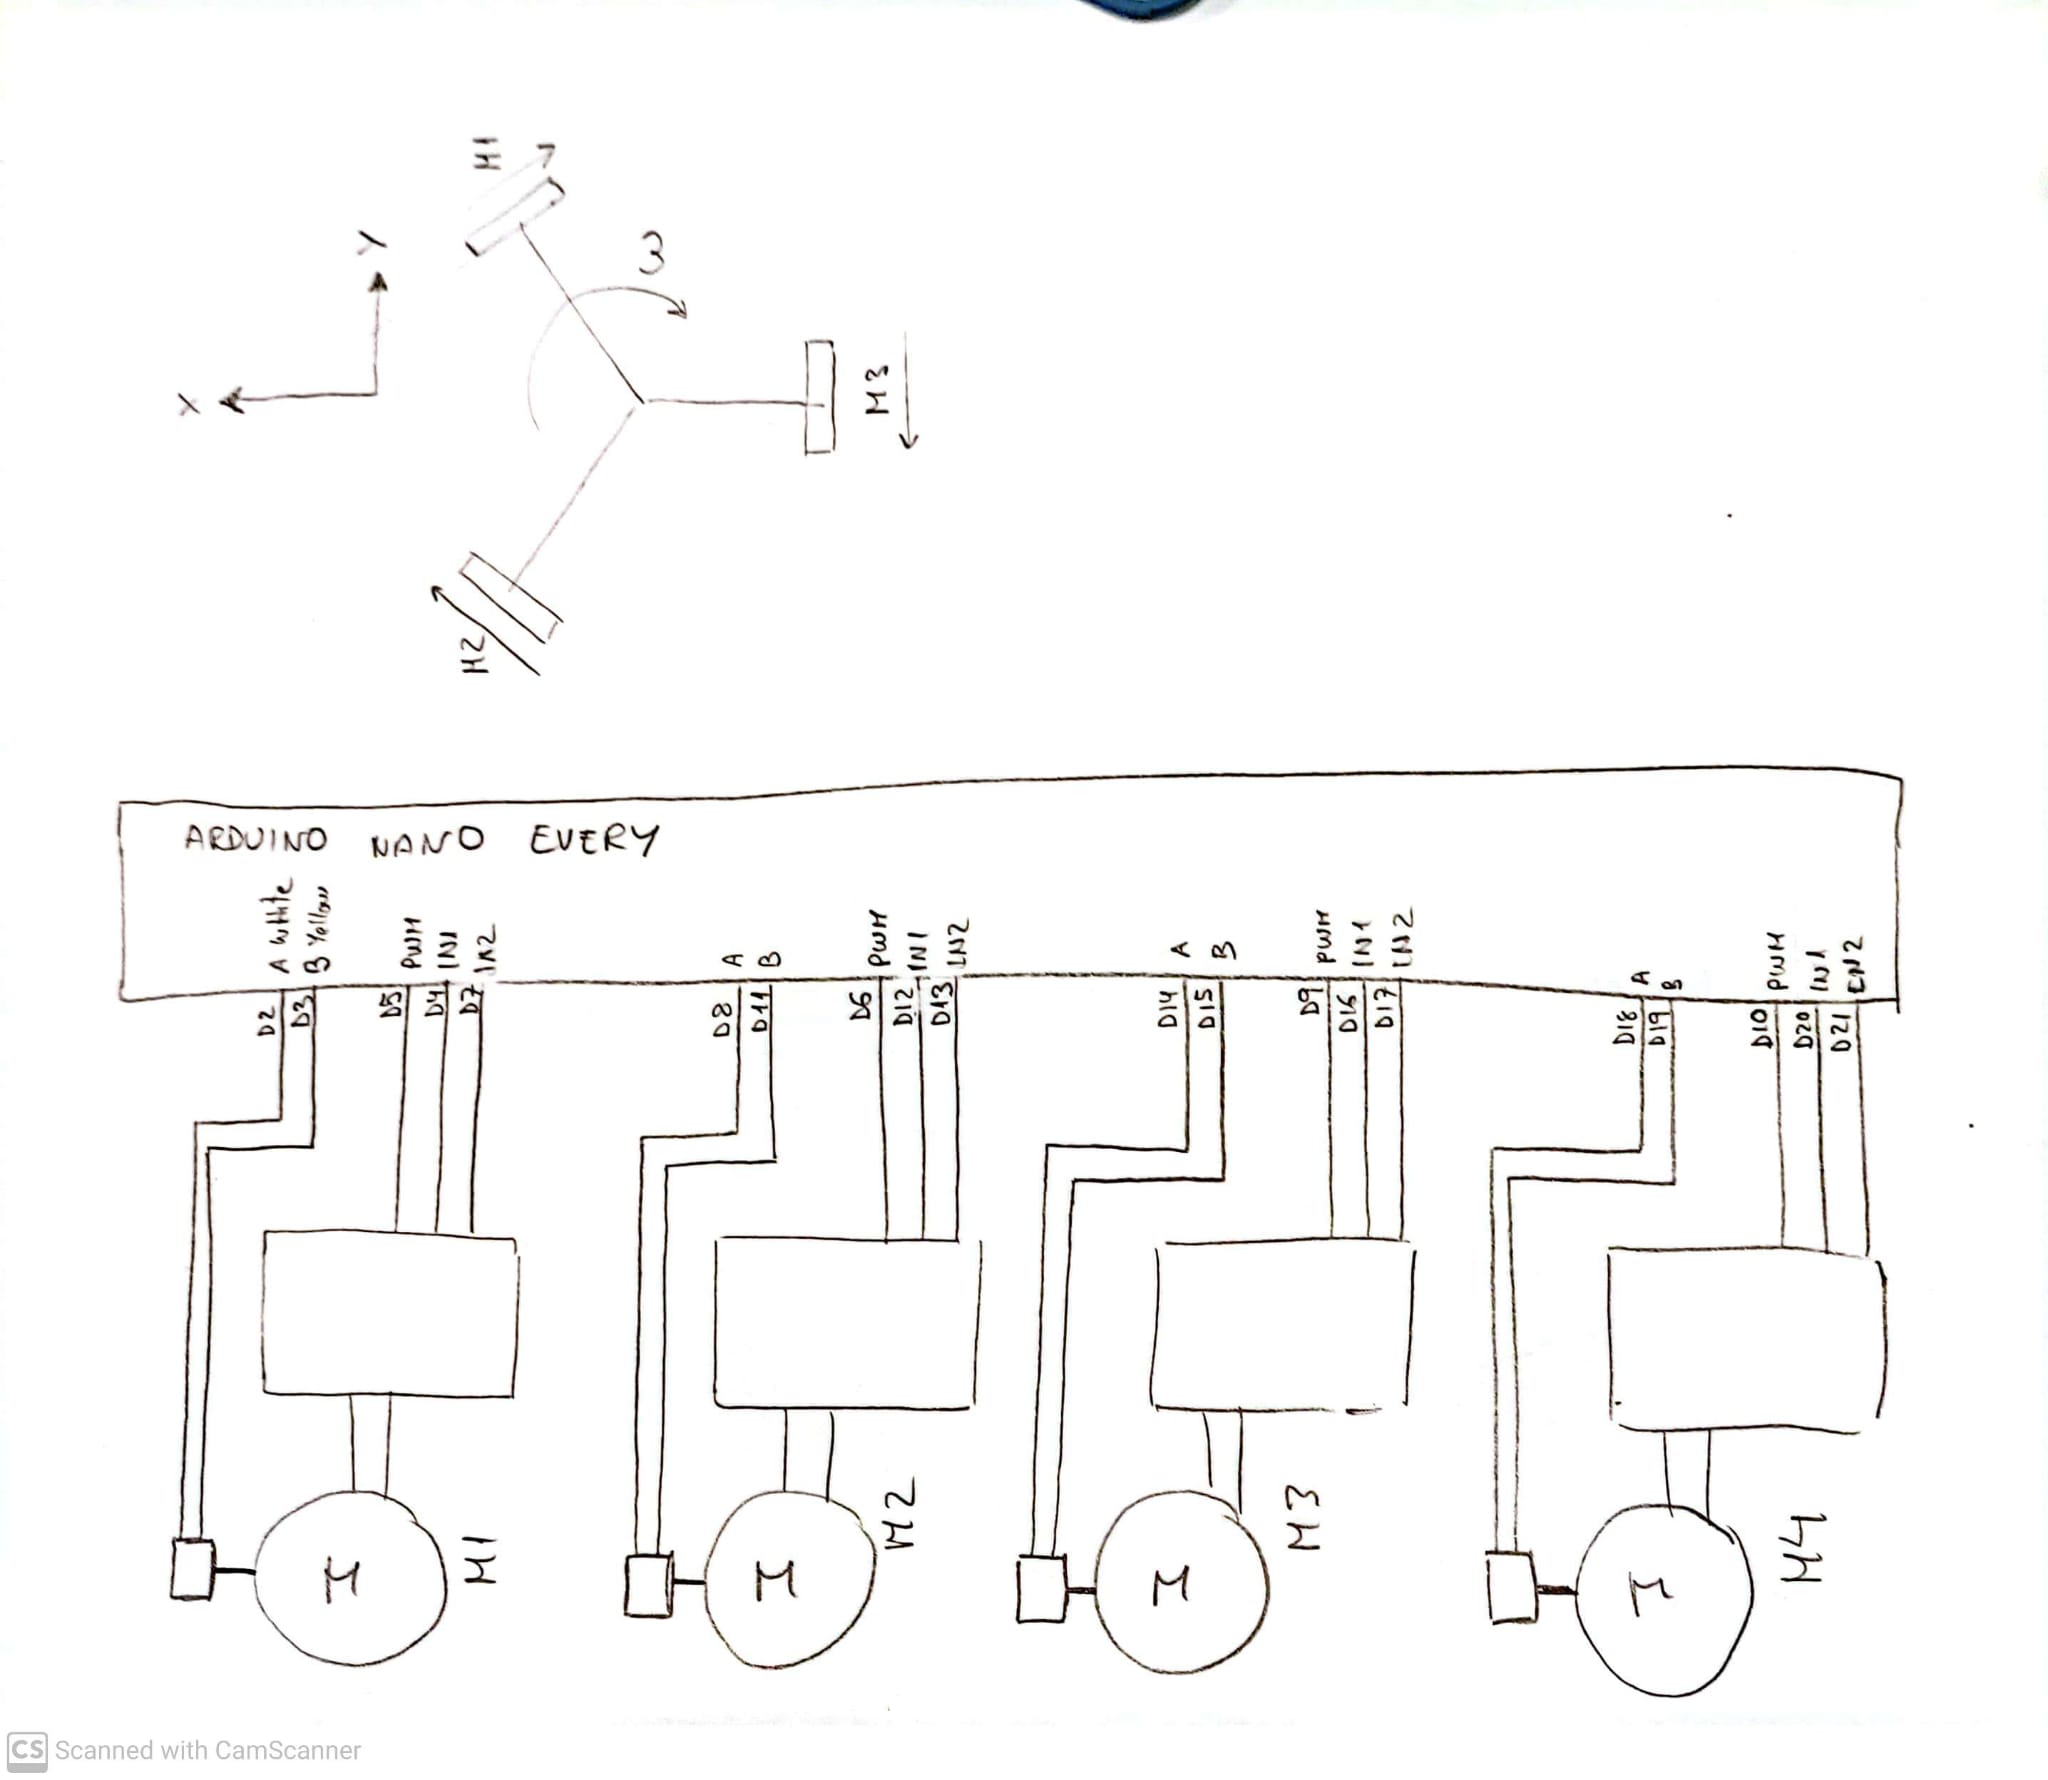 M1
Y
ω
X
M3
M2
ARDUINO NANO EVERY
A White
B Yellow
PWM
IN1
IN2
A
B
PWM
IN1
IN2
A
B
PWM
IN1
IN2
A
B
PWM
IN1
IN2
D2
D3
D5
D4
D7
D8
D11
D6
D12
D13
D14
D15
D9
D16
D17
D18
D19
D10
D20
D21
M
M1
M
M2
M
M3
M
M4
CS Scanned with CamScanner